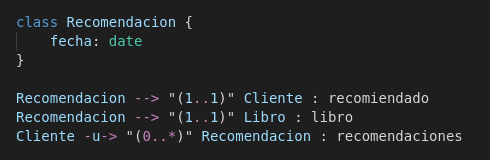 class Recomendacion {
    fecha: date
}

Recomendacion --> "(1..1)" Cliente : recomiendado
Recomendacion --> "(1..1)" Libro : libro
Cliente -u-> "(0..*)" Recomendacion : recomendaciones